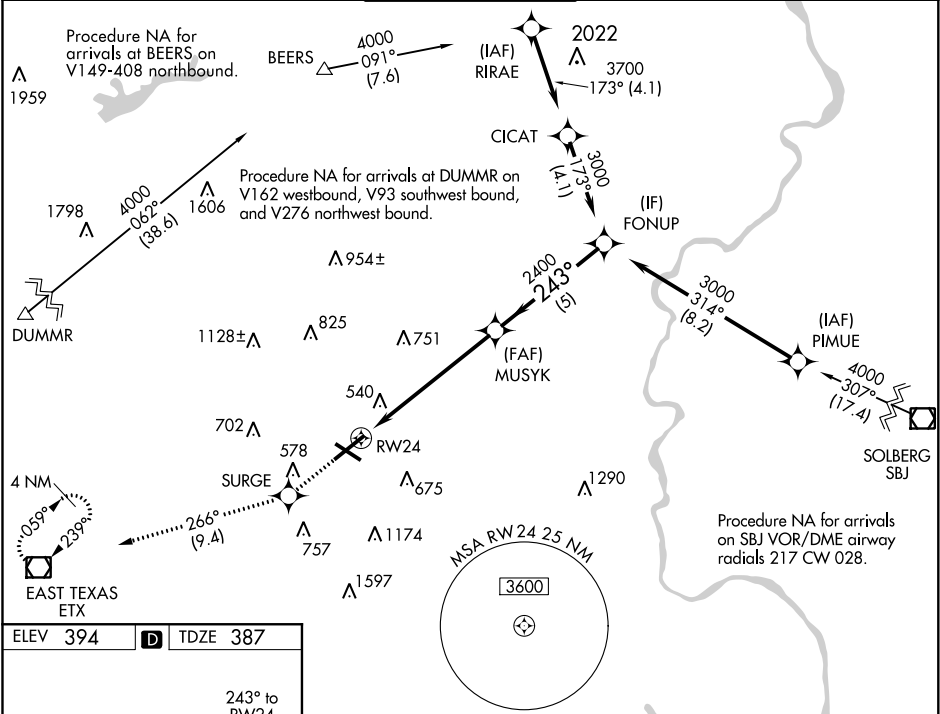 Procedure NA for
arrivals at BEERS on
V149-408 northbound.
1959
BEERS
4000
091°
(7.6)
(IAF)
RIRAE
2022
3700
173° (4.1)
CICAT
3000
173°
(4.1)
Procedure NA for arrivals at DUMMR on
V162 westbound, V93 southwest bound,
and V276 northwest bound.
4000
062°
(38.6)
1606
1798
DUMMR
(IF)
FONUP
954±
2400
243°
(5)
3000
314°
(8.2)
1128±
825
751
(FAF)
MUSYK
(IAF)
PIMUE
4000
307°
(17.4)
540
702
RW24
578
SOLBERG
SBJ
SURGE
675
1290
4 NM
059°
239°
266°
(9.4)
757
1174
Procedure NA for arrivals
on SBJ VOR/DME airway
radials 217 CW 028.
MSA RW24 25 NM
3600
1597
EAST TEXAS
ETX
ELEV 394
D
TDZE 387
243° to
RW24